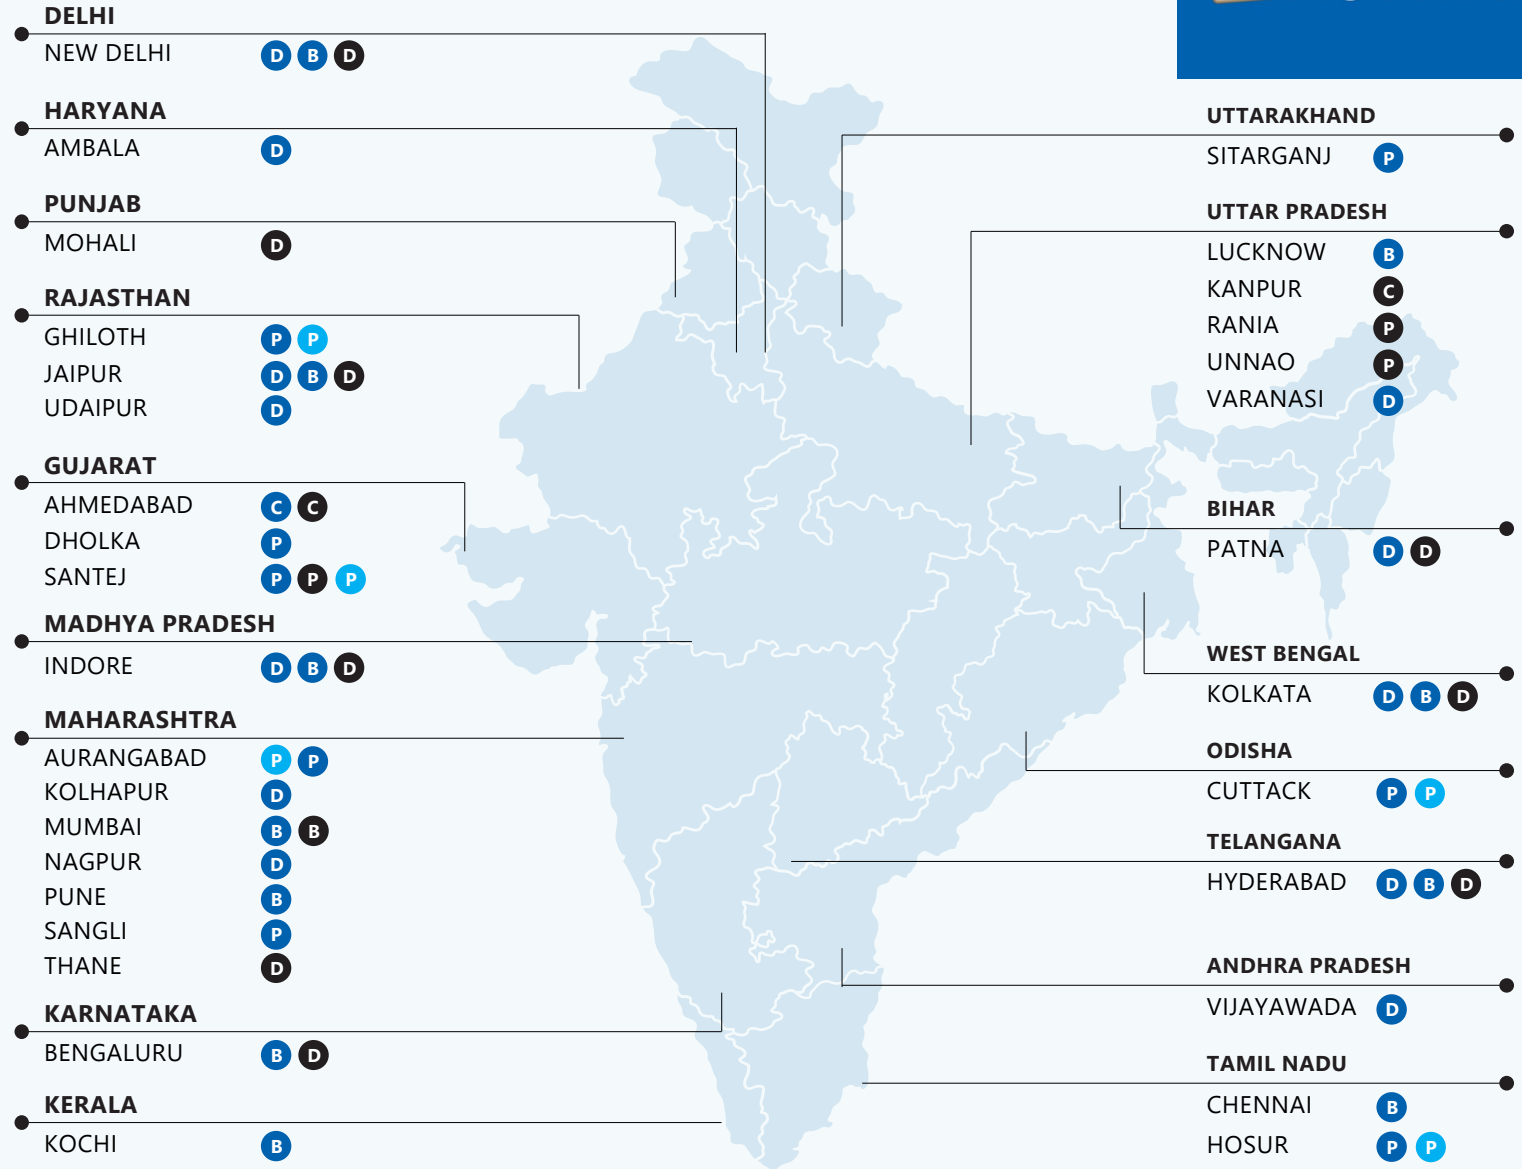 DELHI
NEW DELHI D B D
HARYANA
AMBALA D
PUNJAB
MOHALI D
RAJASTHAN
GHILOTH P P
JAIPUR D B D
UDAIPUR D
GUJARAT
AHMEDABAD C C
DHOLKA P
SANTEJ P P P
MADHYA PRADESH
INDORE D B D
MAHARASHTRA
AURANGABAD P P
KOLHAPUR D
MUMBAI B B
NAGPUR D
PUNE B
SANGLI P
THANE D
KARNATAKA
BENGALURU B D
KERALA
KOCHI B
UTTARAKHAND
SITARGANJ P
UTTAR PRADESH
LUCKNOW B
KANPUR C
RANIA P
UNNAO P
VARANASI D
BIHAR
PATNA D D
WEST BENGAL
KOLKATA D B D
ODISHA
CUTTACK P P
TELANGANA
HYDERABAD D B D
ANDHRA PRADESH
VIJAYAWADA D
TAMIL NADU
CHENNAI B
HOSUR P P